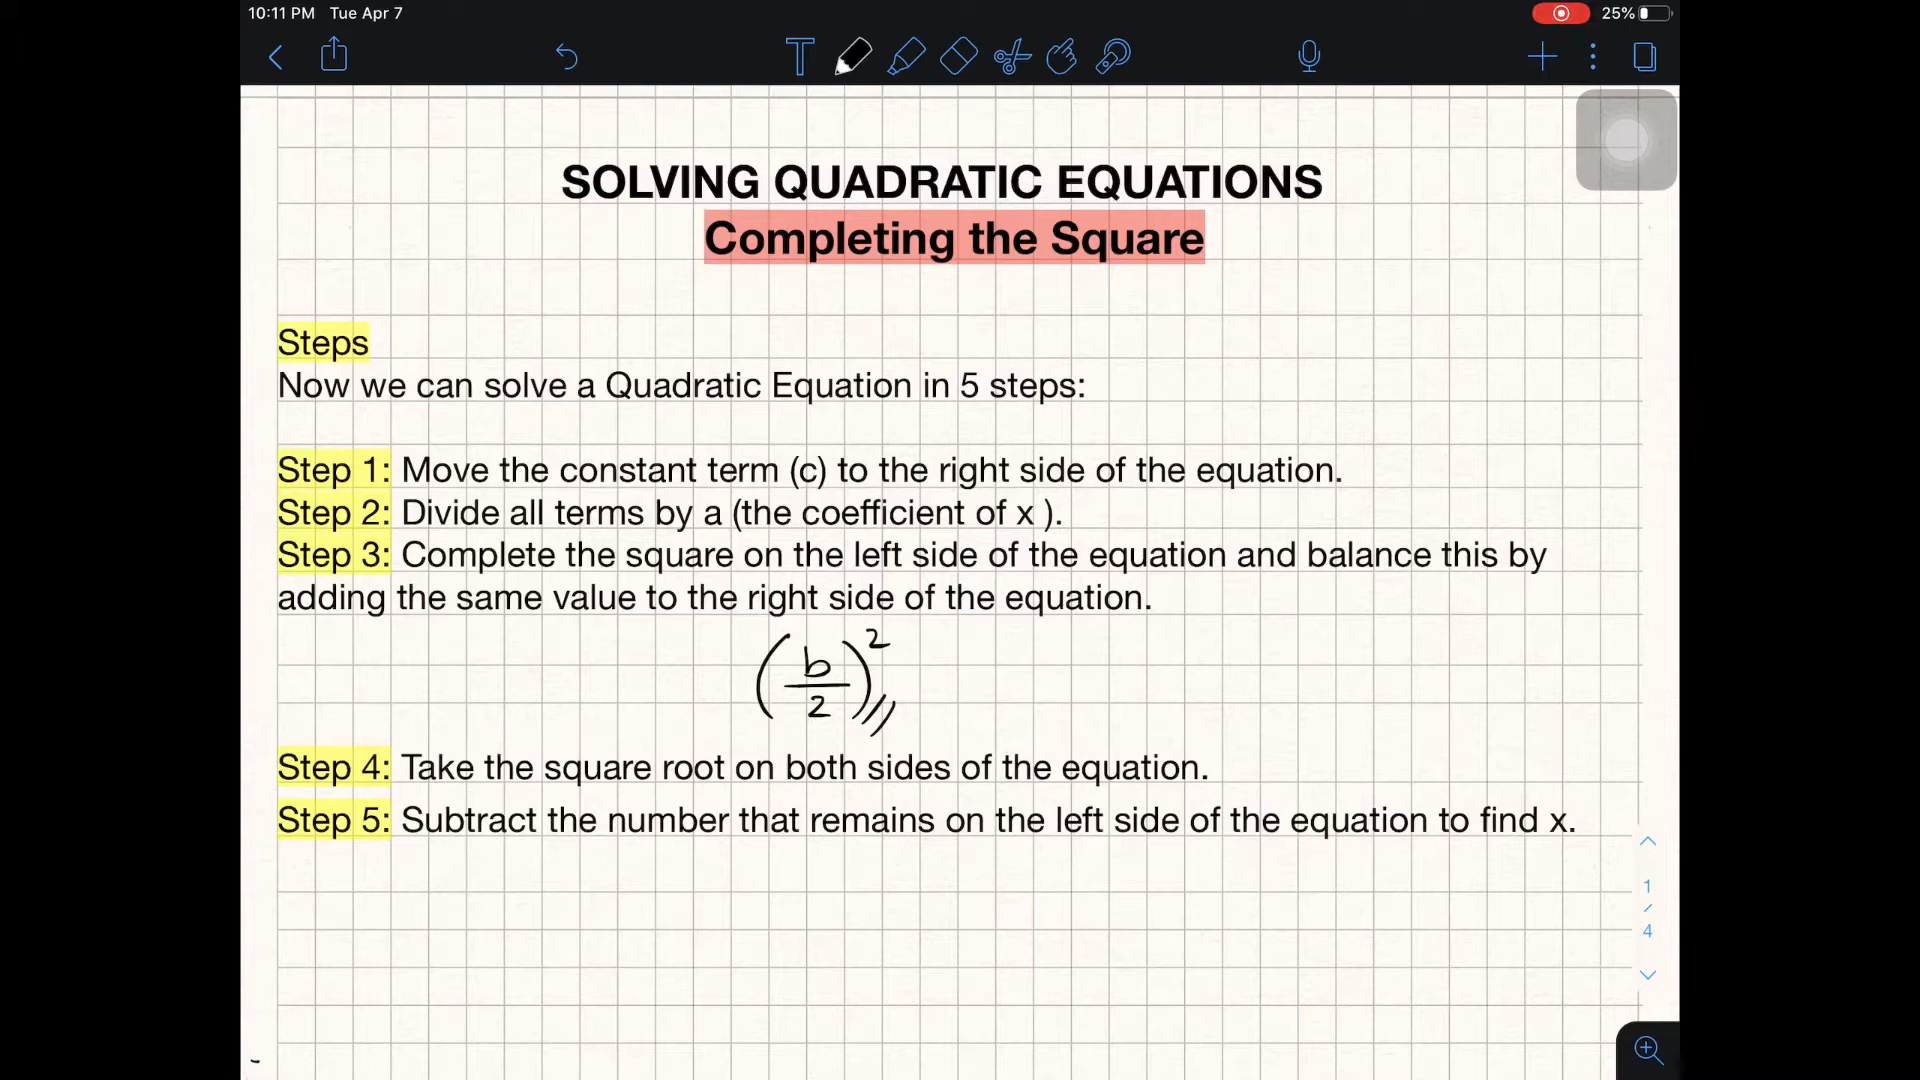 10:11 PM Tue Apr 7
25%
SOLVING QUADRATIC EQUATIONS
Completing the Square
Steps
Now we can solve a Quadratic Equation in 5 steps:
Step 1: Move the constant term (c) to the right side of the equation.
Step 2: Divide all terms by a (the coefficient of x ).
Step 3: Complete the square on the left side of the equation and balance this by
adding the same value to the right side of the equation.
(b/2)²
Step 4: Take the square root on both sides of the equation.
Step 5: Subtract the number that remains on the left side of the equation to find x.
1
/
4